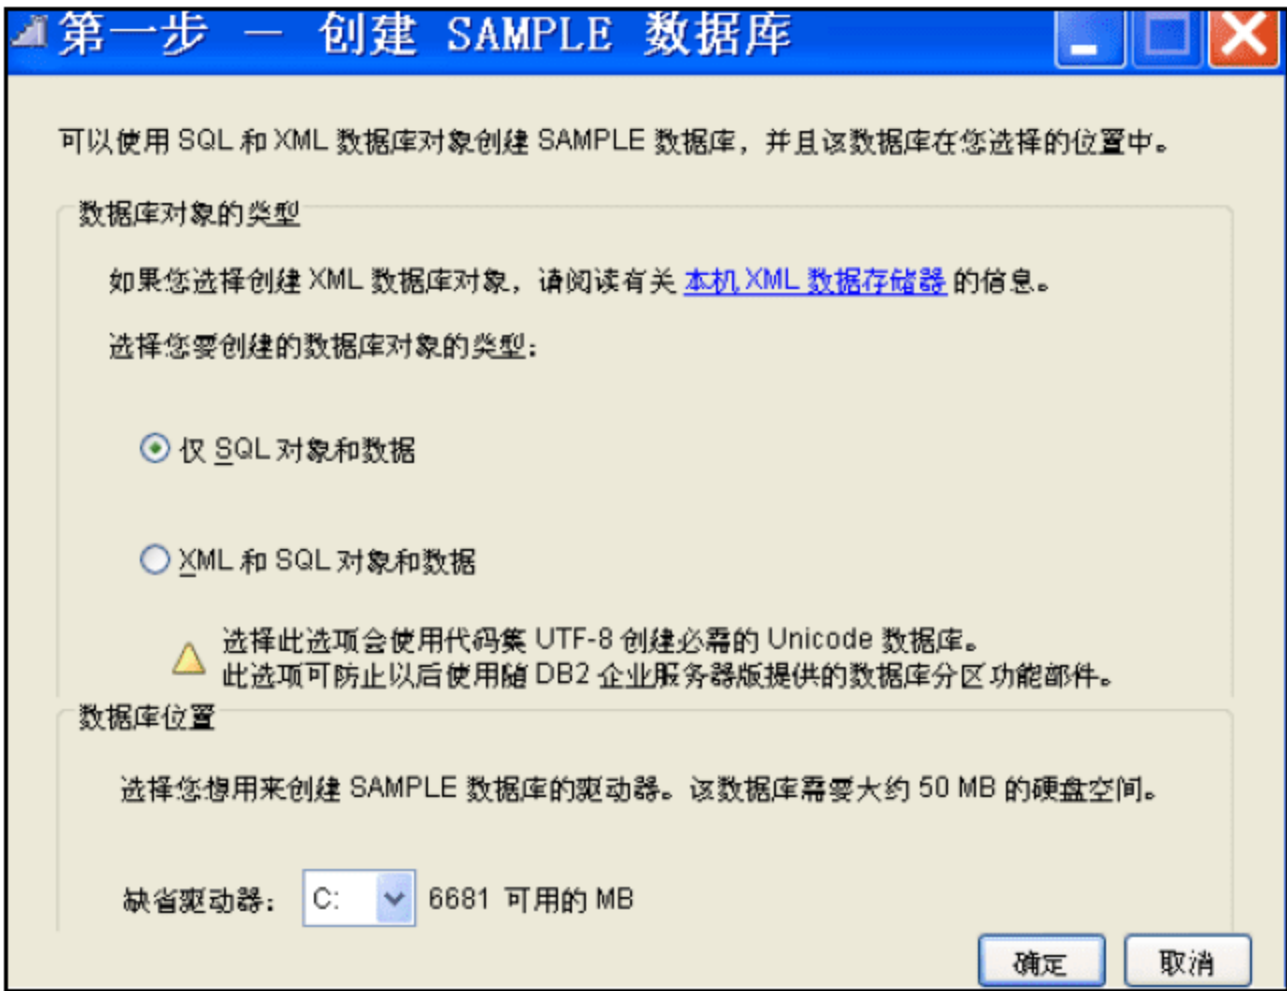 第一步 - 创建 SAMPLE 数据库
可以使用 SQL 和 XML 数据库对象创建 SAMPLE 数据库，并且该数据库在您选择的位置中。
数据库对象的类型
如果您选择创建 XML 数据库对象，请阅读有关 本机 XML 数据存储器 的信息。
选择您要创建的数据库对象的类型：
仅 SQL 对象和数据
XML 和 SQL 对象和数据
选择此选项会使用代码集 UTF-8 创建必需的 Unicode 数据库。
此选项可防止以后使用随 DB2 企业服务器版提供的数据库分区功能部件。
数据库位置
选择您想用来创建 SAMPLE 数据库的驱动器。该数据库需要大约 50 MB 的硬盘空间。
缺省驱动器： C: 6681 可用的 MB
确定 取消